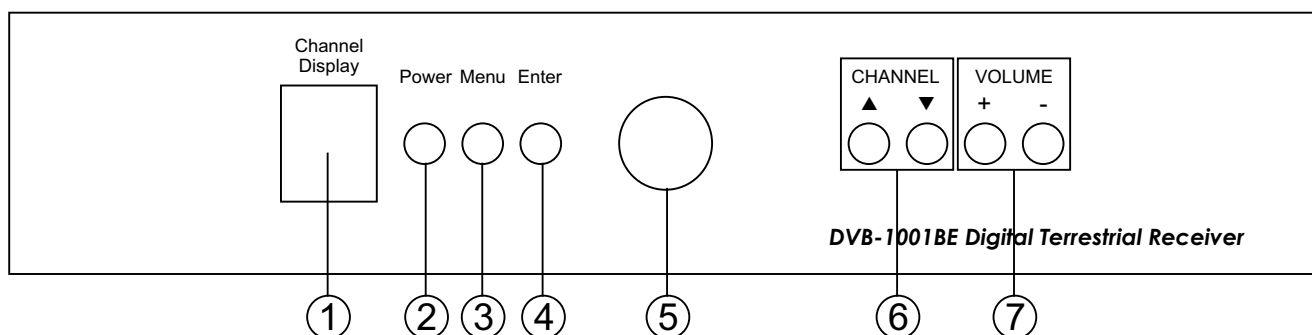 Channel
Display
Power Menu Enter
CHANNEL VOLUME
▲ ▼ + -
DVB-1001BE Digital Terrestrial Receiver
1 2 3 4 5 6 7